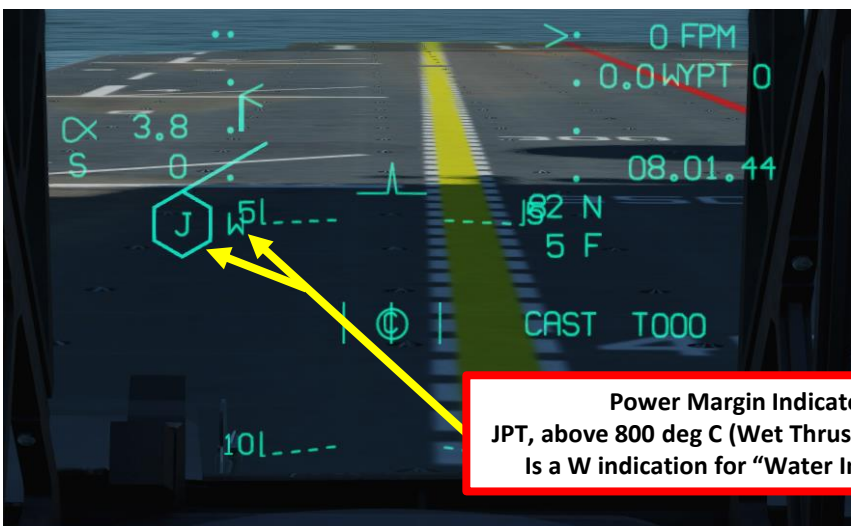 0 FPM
0.0 WYPT 0
α 3.8
S 0
08.01.44
J W 5 82 N
5 F
CAST T000
10
Power Margin Indicat
JPT, above 800 deg C (Wet Thrus
Is a W indication for “Water I